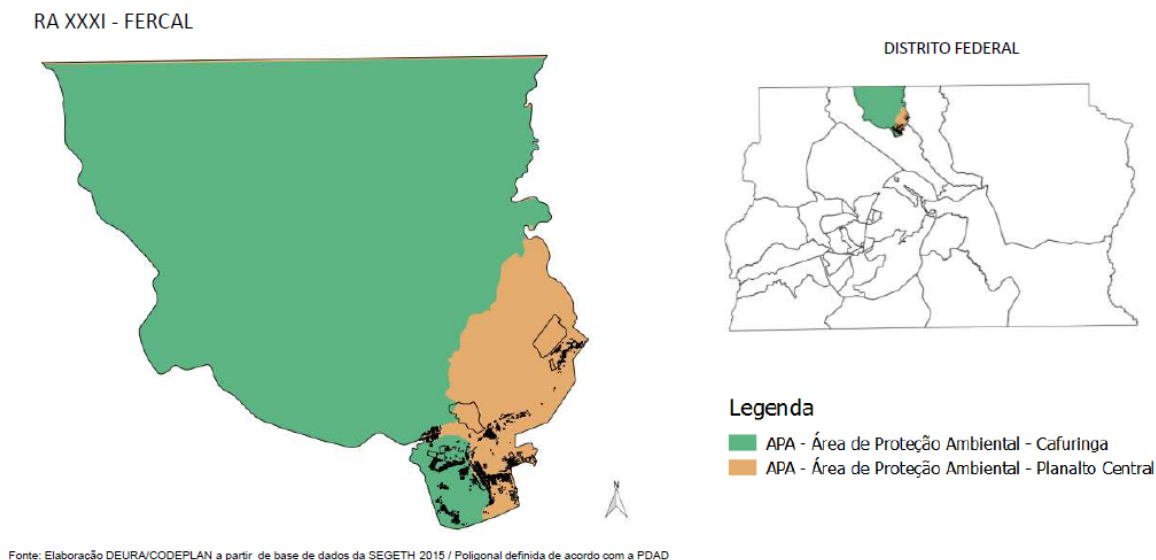 RA XXXI - FERCAL
DISTRITO FEDERAL
Legenda
APA - Área de Proteção Ambiental - Cafuringa
APA - Área de Proteção Ambiental - Planalto Central
Fonte: Elaboração DEURA/CODEPLAN a partir de base de dados da SEGETH 2015 / Poligonal definida de acordo com a PDAD